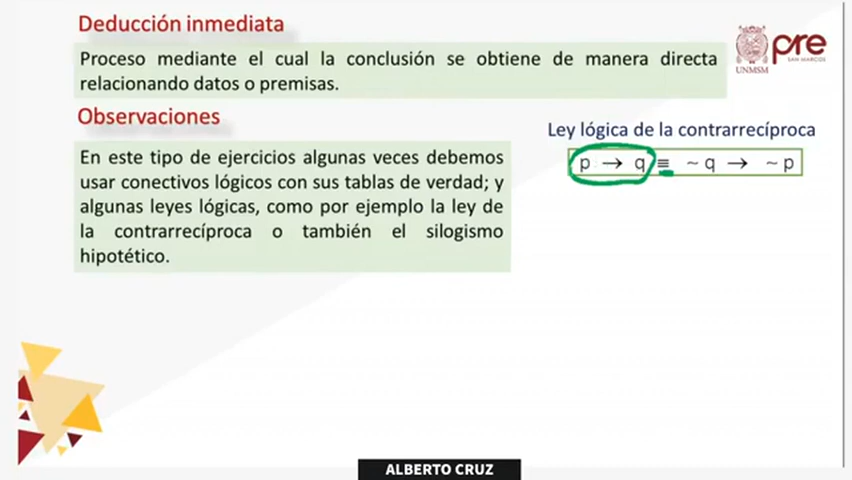 Deducción inmediata
Proceso mediante el cual la conclusión se obtiene de manera directa
relacionando datos o premisas.
UNMSM
pre
SAN MARCOS
Observaciones
En este tipo de ejercicios algunas veces debemos
usar conectivos lógicos con sus tablas de verdad; y
algunas leyes lógicas, como por ejemplo la ley de
la contrarrecíproca o también el silogismo
hipotético.
Ley lógica de la contrarrecíproca
p → q ≡ ~ q → ~ p
ALBERTO CRUZ